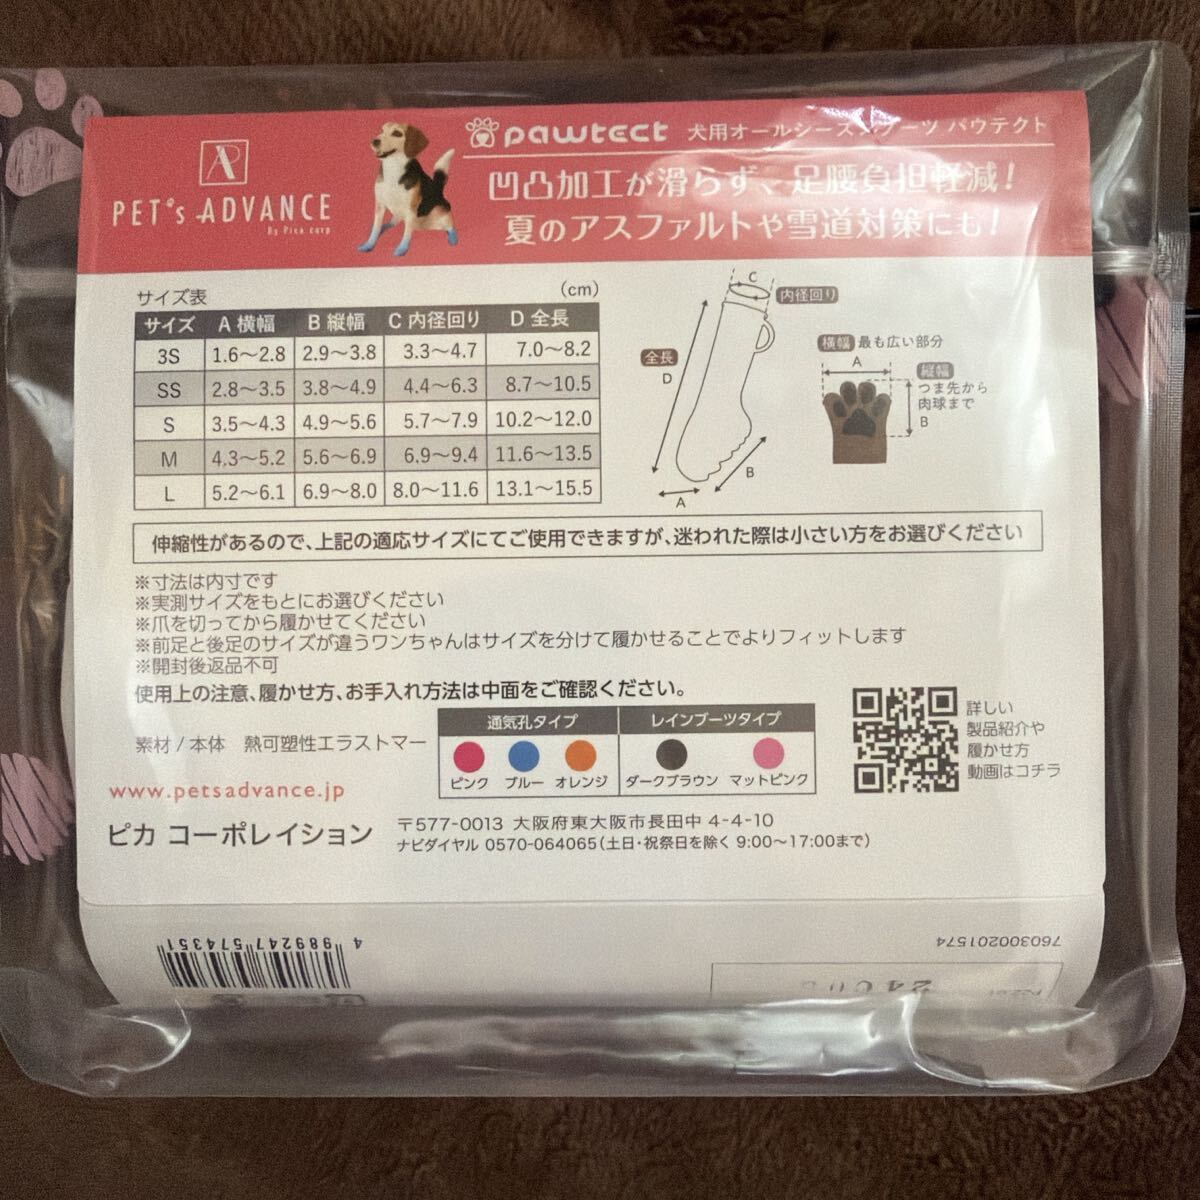 PET's ADVANCE
By Pica corp
pawtect 犬用オールシーズンブーツ パウテクト
凹凸加工が滑らず、足腰負担軽減!
夏のアスファルトや雪道対策にも!
サイズ表 (cm)
サイズ A 横幅 B 縦幅 C 内径回り D 全長
3S 1.6～2.8 2.9～3.8 3.3～4.7 7.0～8.2
SS 2.8～3.5 3.8～4.9 4.4～6.3 8.7～10.5
S 3.5～4.3 4.9～5.6 5.7～7.9 10.2～12.0
M 4.3～5.2 5.6～6.9 6.9～9.4 11.6～13.5
L 5.2～6.1 6.9～8.0 8.0～11.6 13.1～15.5
C
内径回り
全長
D
A
B
横幅 最も広い部分
A
縦幅
つま先から
肉球まで
B
伸縮性があるので、上記の適応サイズにてご使用できますが、迷われた際は小さい方をお選びください
※寸法は内寸です
※実測サイズをもとにお選びください
※爪を切ってから履かせてください
※前足と後足のサイズが違うワンちゃんはサイズを分けて履かせることでよりフィットします
※開封後返品不可
使用上の注意、履かせ方、お手入れ方法は中面をご確認ください。
素材/本体 熱可塑性エラストマー
通気孔タイプ レインブーツタイプ
ピンク ブルー オレンジ ダークブラウン マットピンク
詳しい
製品紹介や
履かせ方
動画はコチラ
www.petsadvance.jp
ピカ コーポレイション
〒577-0013 大阪府東大阪市長田中 4-4-10
ナビダイヤル 0570-064065(土日・祝祭日を除く 9:00～17:00まで)
4 989247 574351
760300201574